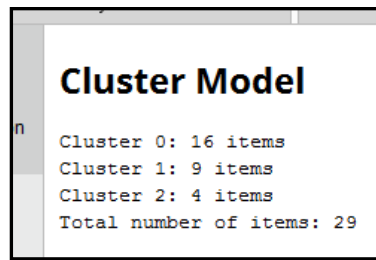 Cluster Model
n
Cluster 0: 16 items
Cluster 1: 9 items
Cluster 2: 4 items
Total number of items: 29